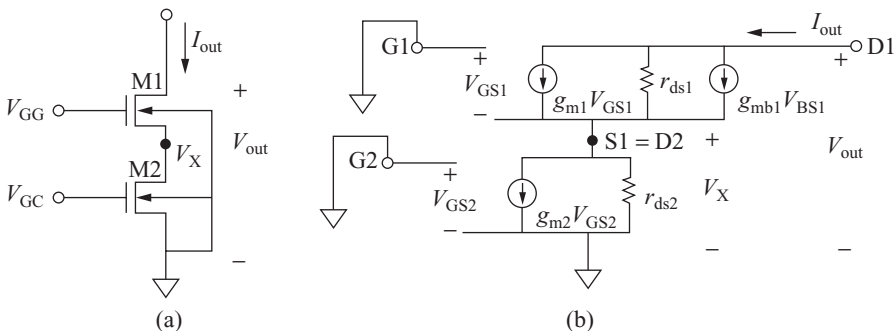 I_out
M1
V_GG
+
V_X
V_out
M2
V_GC
−
(a)
G1
+
V_GS1
−
g_m1V_GS1
r_ds1
g_mb1V_BS1
I_out
D1
+
V_out
−
S1 = D2
G2
+
V_GS2
−
g_m2V_GS2
r_ds2
+
V_X
−
(b)